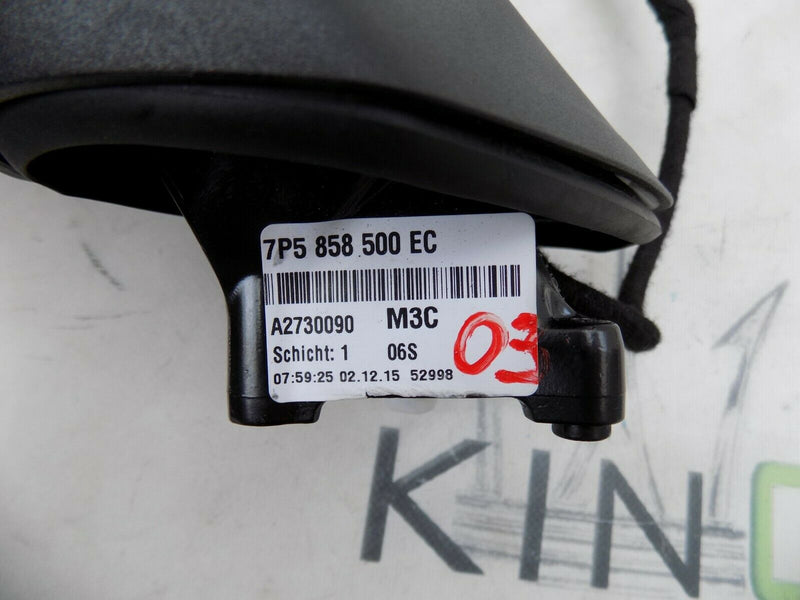 7P5 858 500 EC
A2730090 M3C
Schicht: 1 06S
03
07:59:25 02.12.15 52998
KIN